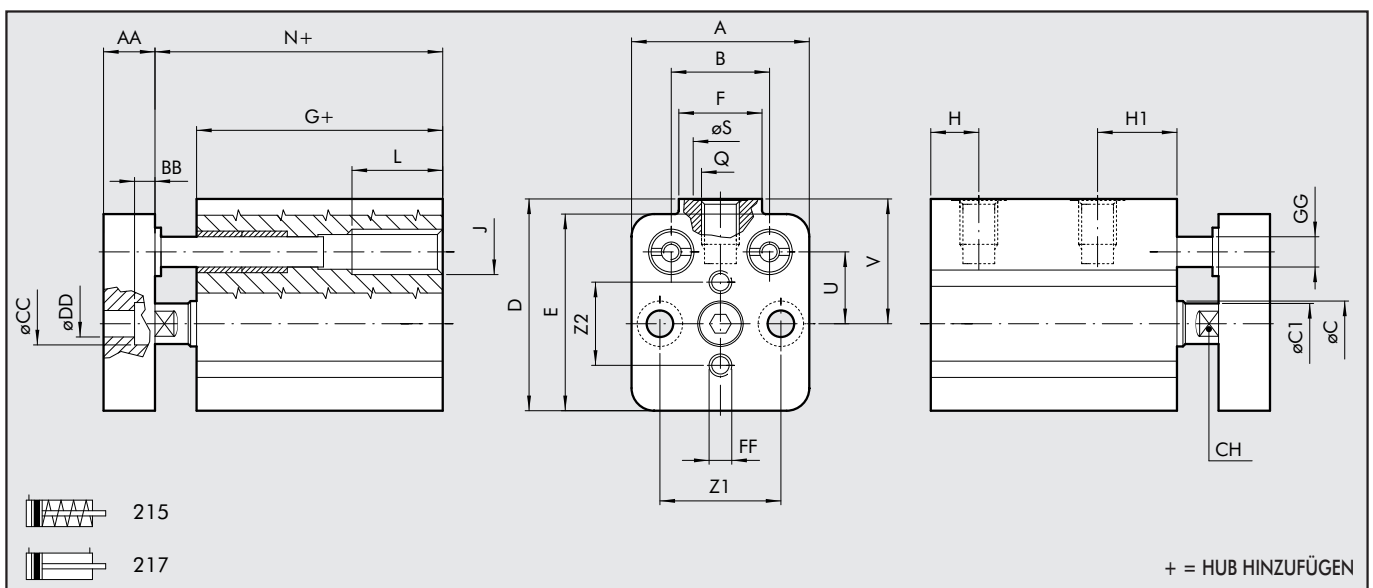 AA
N+
G+
L
BB
J
øCC
øDD
A
B
F
øS
Q
D
E
Z2
U
V
FF
Z1
H
H1
GG
øC1
øC
CH
215
217
+ = HUB HINZUFÜGEN